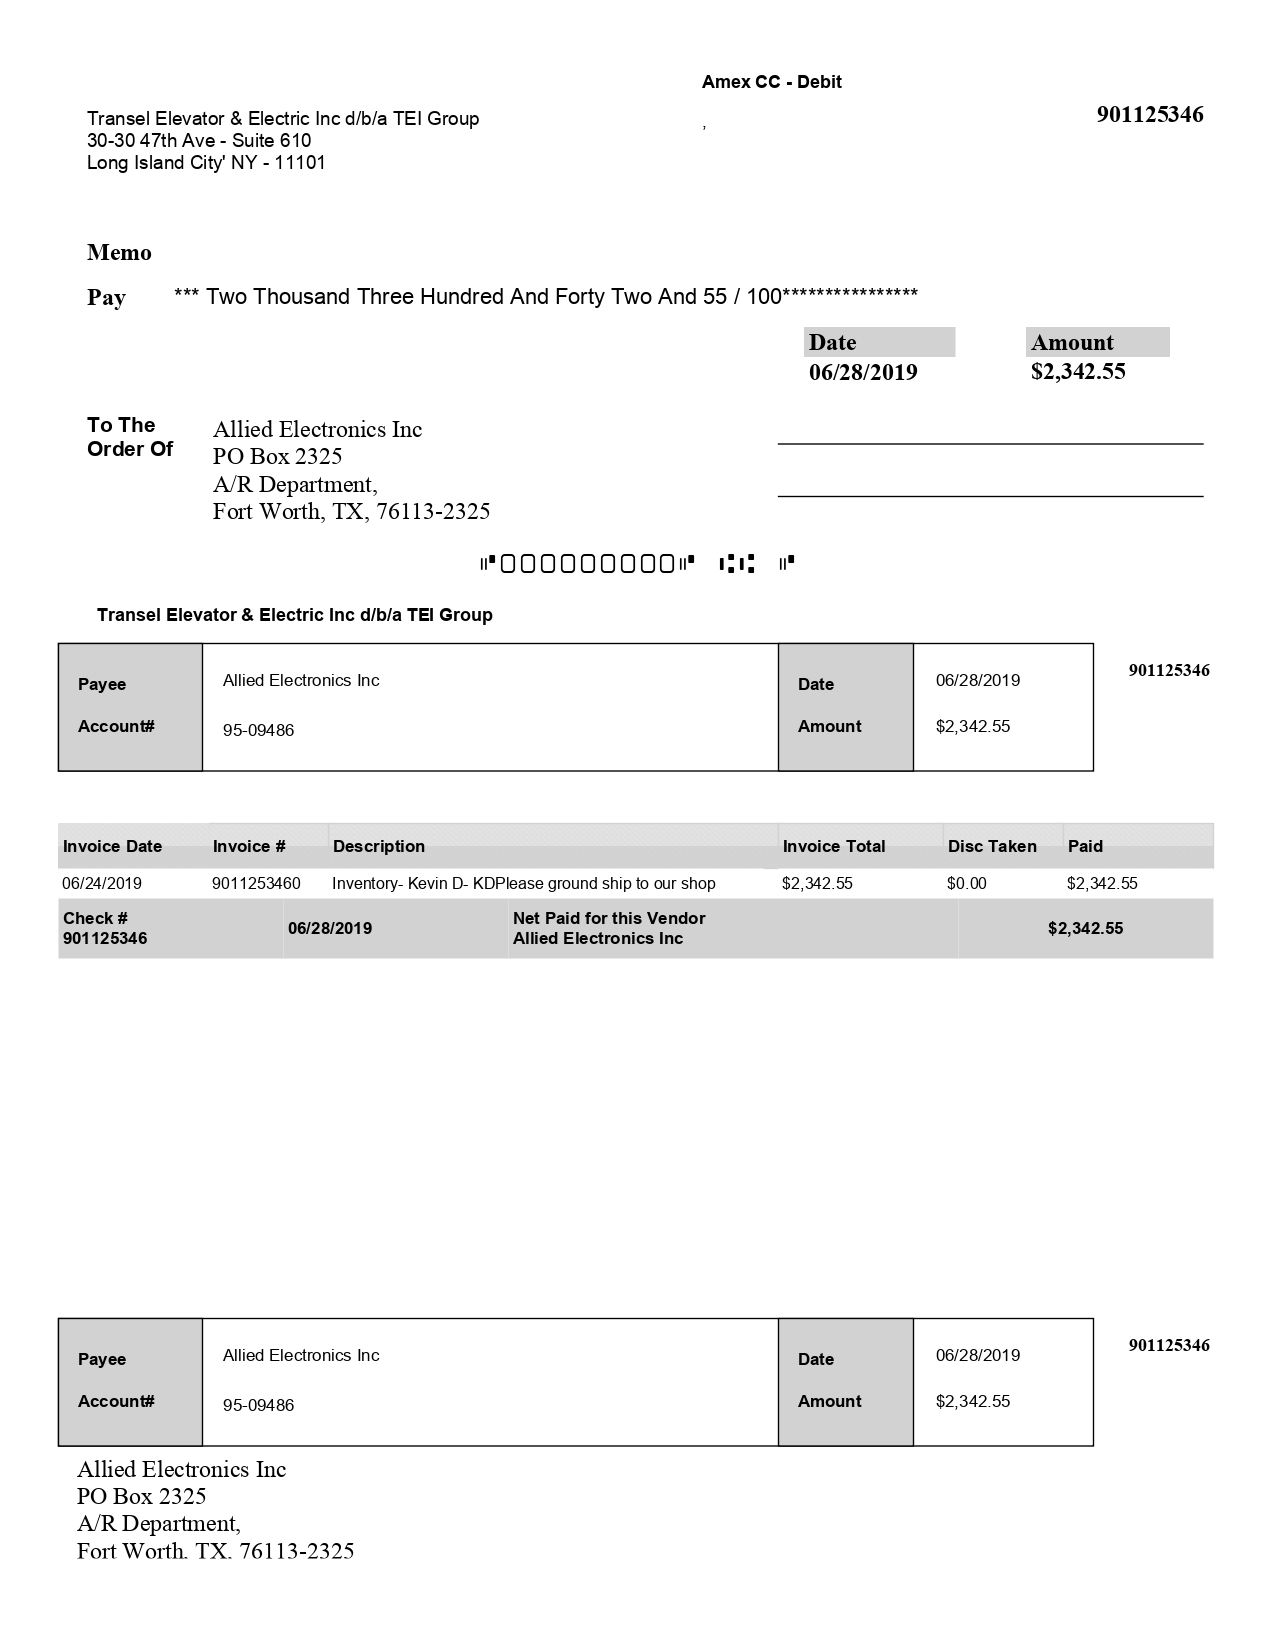 Amex CC - Debit
Transel Elevator & Electric Inc d/b/a TEI Group
30-30 47th Ave - Suite 610
Long Island City' NY - 11101
,
901125346
Memo
Pay *** Two Thousand Three Hundred And Forty Two And 55 / 100****************
Date Amount
06/28/2019 $2,342.55
To The
Order Of
Allied Electronics Inc
PO Box 2325
A/R Department,
Fort Worth, TX, 76113-2325
Transel Elevator & Electric Inc d/b/a TEI Group
Payee Allied Electronics Inc Date 06/28/2019 901125346
Account# 95-09486 Amount $2,342.55
Invoice Date Invoice # Description Invoice Total Disc Taken Paid
06/24/2019 9011253460 Inventory- Kevin D- KDPlease ground ship to our shop $2,342.55 $0.00 $2,342.55
Check #
901125346
06/28/2019
Net Paid for this Vendor
Allied Electronics Inc
$2,342.55
Payee Allied Electronics Inc Date 06/28/2019 901125346
Account# 95-09486 Amount $2,342.55
Allied Electronics Inc
PO Box 2325
A/R Department,
Fort Worth, TX, 76113-2325